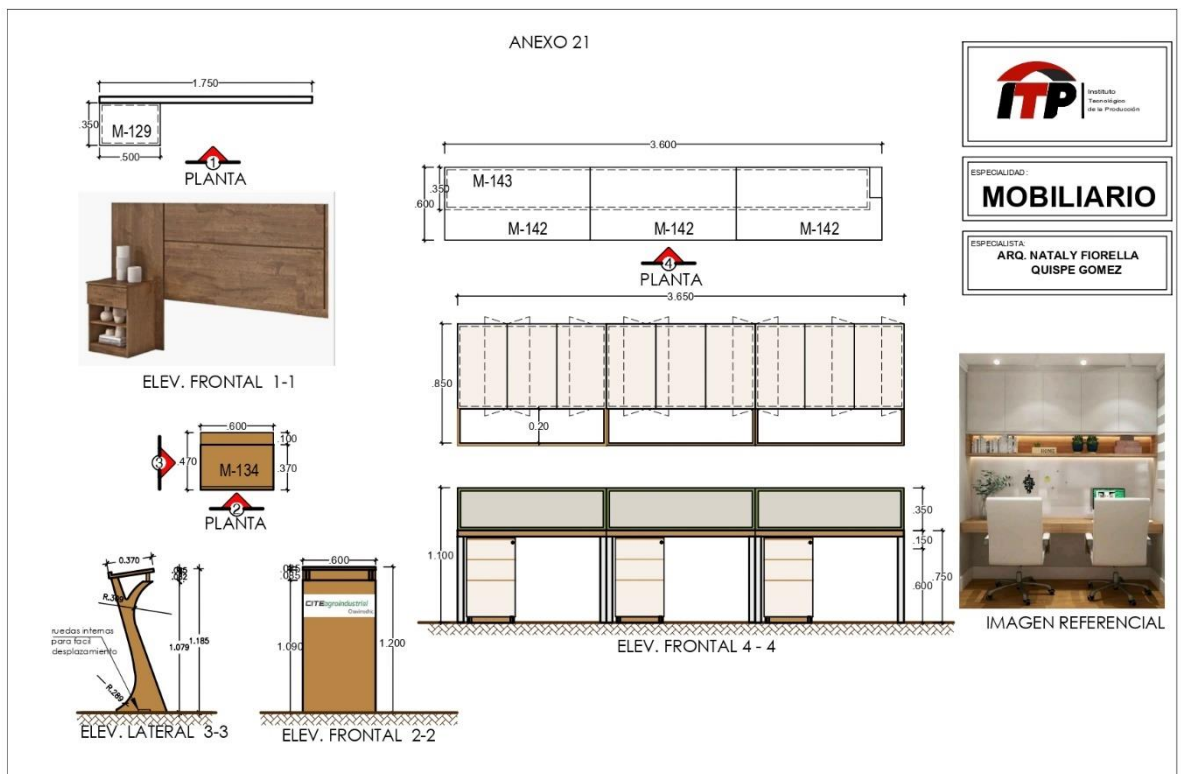 ANEXO 21
1.750
.350
M-129
.500
1
PLANTA
ELEV. FRONTAL 1-1
.600
.100
.470
M-134
.370
3
2
PLANTA
0.370
ruedas internas
para facil
desplazamiento
R.289
1.079
1.185
ELEV. LATERAL 3-3
.600
.085
CITEagroindustrial
1.090
1.200
ELEV. FRONTAL 2-2
3.600
M-143
.350
.600
M-142
M-142
M-142
4
PLANTA
3.650
.850
0.20
1.100
.350
.150
.600
.750
ELEV. FRONTAL 4 - 4
ITP
Instituto
Tecnológico
de la Producción
ESPECIALIDAD:
MOBILIARIO
ESPECIALISTA:
ARQ. NATALY FIORELLA
QUISPE GOMEZ
HOME
IMAGEN REFERENCIAL